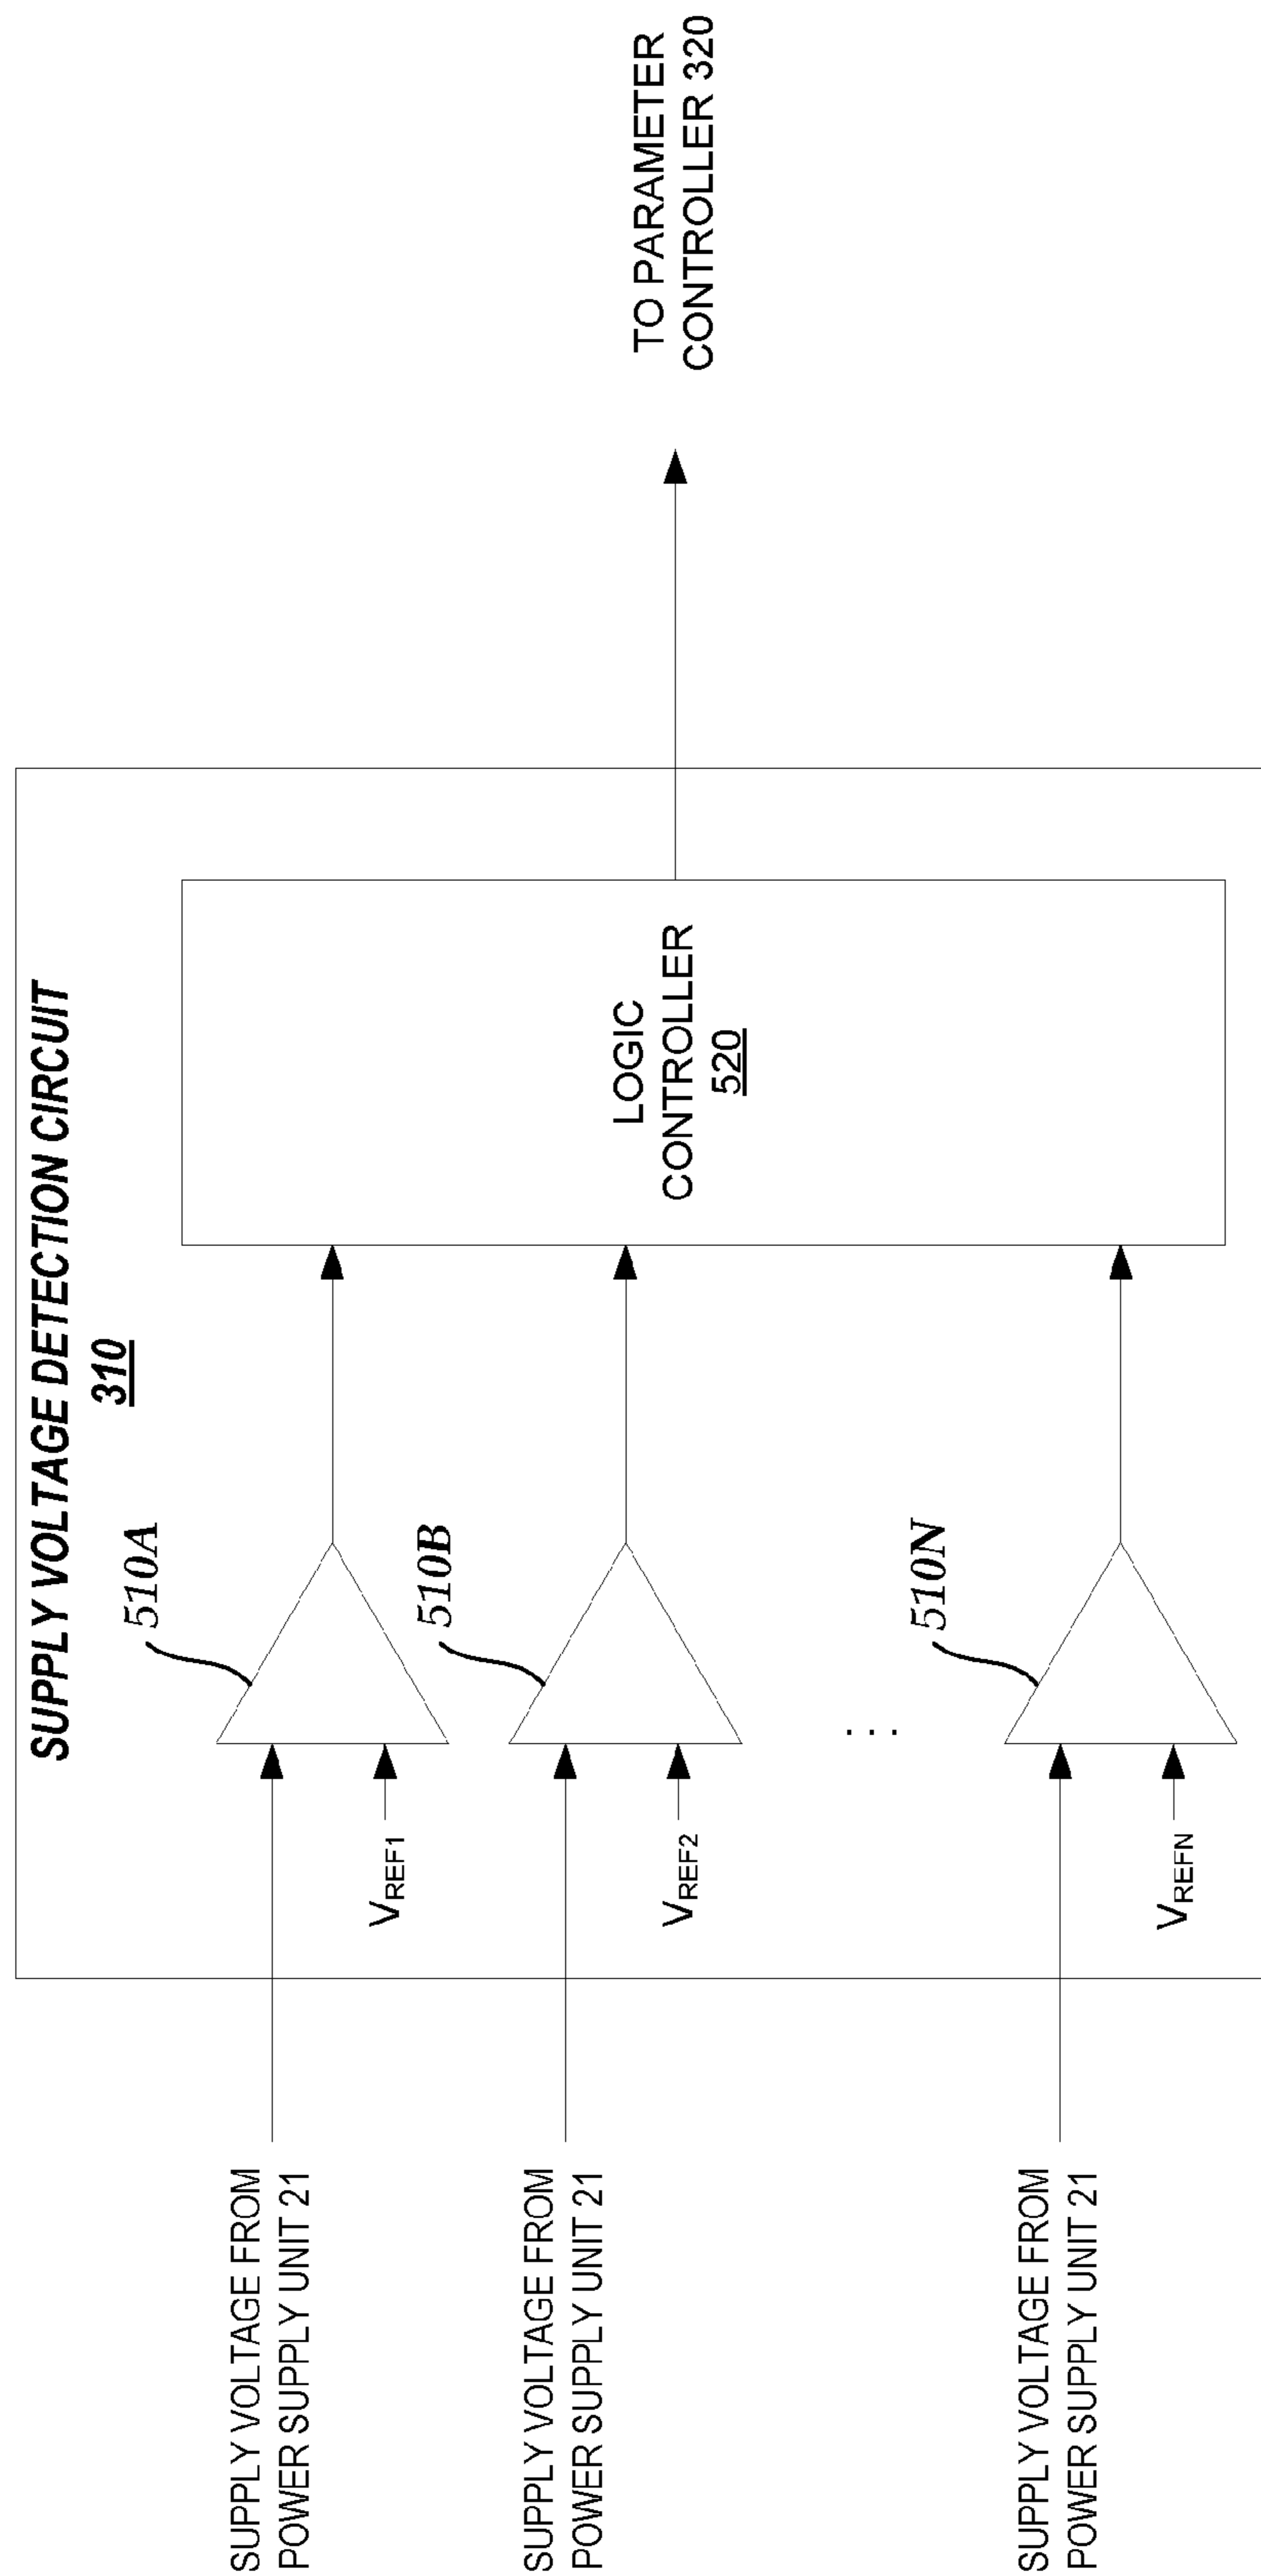 SUPPLY VOLTAGE DETECTION CIRCUIT
310
SUPPLY VOLTAGE FROM
POWER SUPPLY UNIT 21
510A
VREF1
SUPPLY VOLTAGE FROM
POWER SUPPLY UNIT 21
510B
VREF2
. . .
SUPPLY VOLTAGE FROM
POWER SUPPLY UNIT 21
510N
VREFN
LOGIC
CONTROLLER
520
TO PARAMETER
CONTROLLER 320